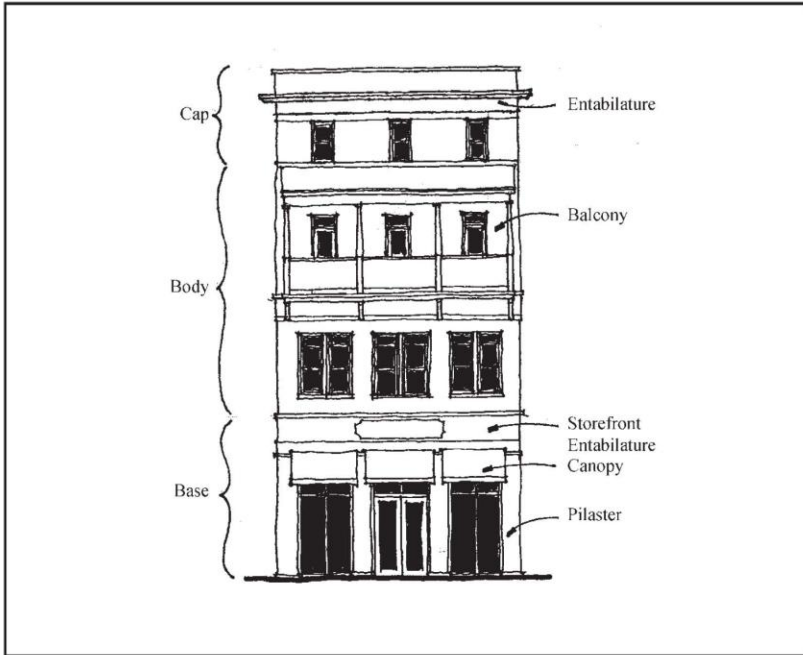 Cap
Entabilature
Balcony
Body
Storefront
Entabilature
Canopy
Base
Pilaster